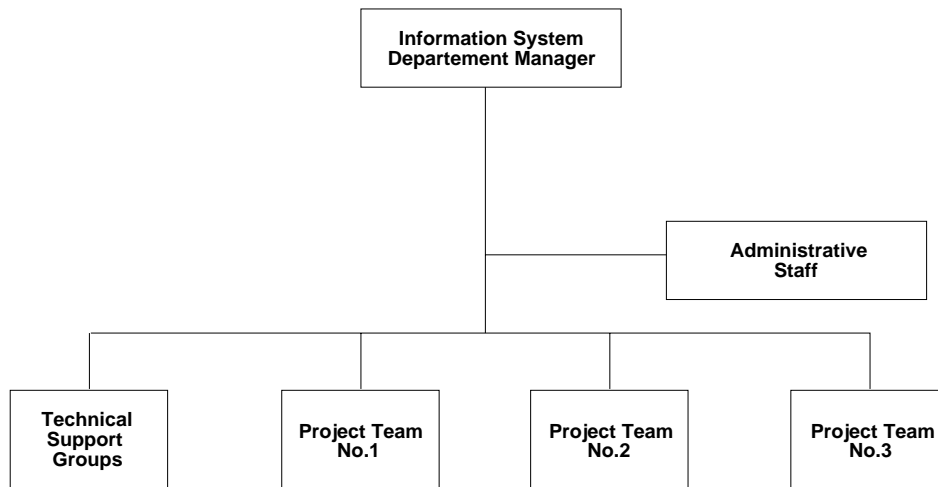 Information System
Departement Manager
Administrative
Staff
Technical
Support
Groups
Project Team
No.1
Project Team
No.2
Project Team
No.3